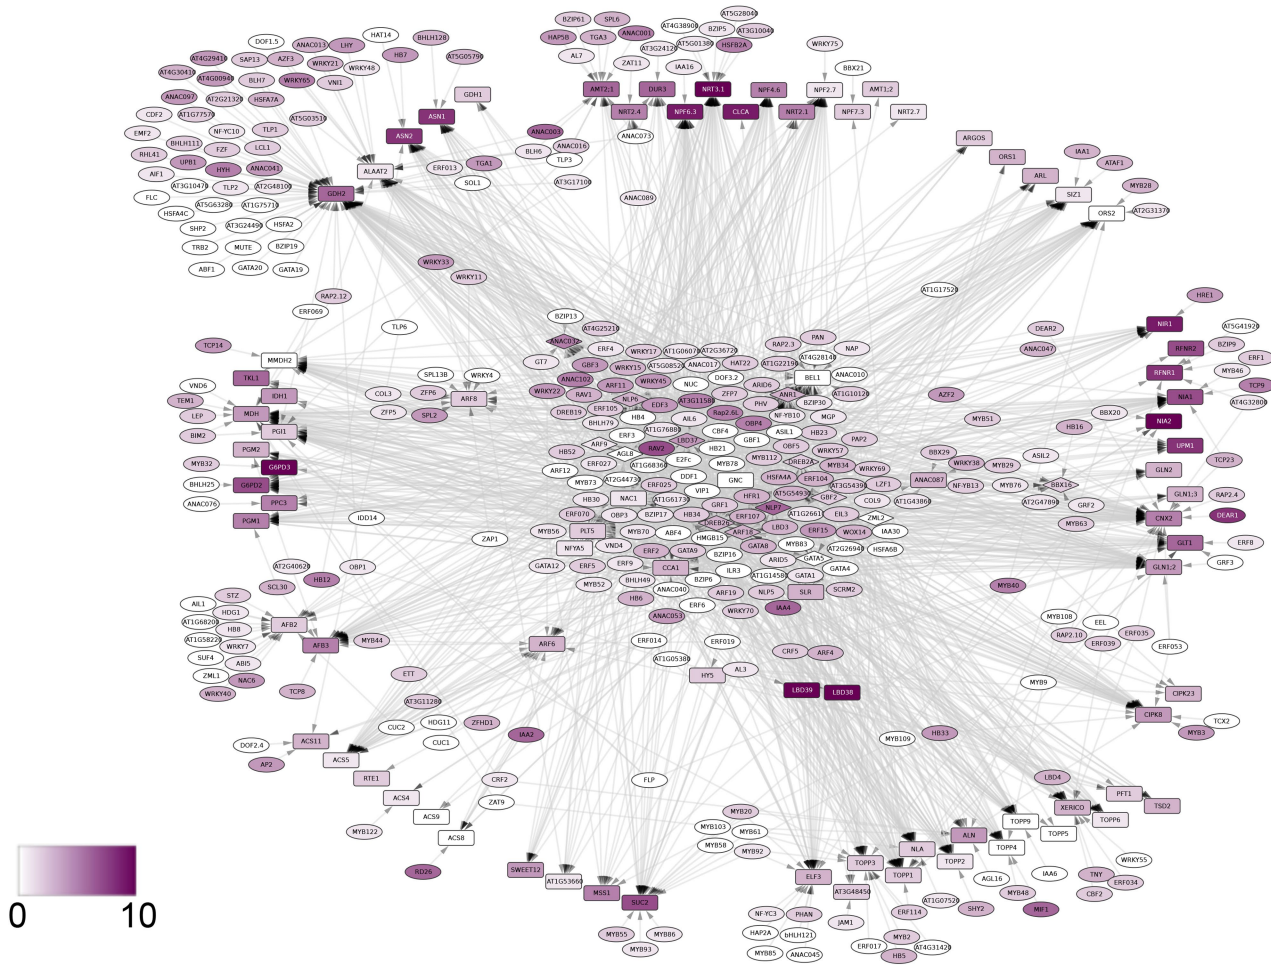 AT5G28040
BZIP61
SPL6
AT4G38900
BZIP5
AT3G10040
HAP5B
TGA3
ANAC001
AT5G01380
HSFB2A
AT3G24120
AL7
ZAT11
IAA16
WRKY75
BBX21
DOF1.5
HAT14
ANAC013
LHY
BHLH128
HB7
AT5G05790
AT4G29410
SAP13
AZF3
WRKY21
WRKY48
AT4G30410
AT4G00940
BLH7
WRKY65
VNI1
ANAC097
AT2G21320
HSFA7A
CDF2
AT1G77570
AT5G03510
EMF2
NF-YC10
TLP1
RHL41
BHLH111
FZF
LCL1
AIF1
UPB1
HYH
ANAC041
AT3G10470
TLP2
AT2G48100
FLC
AT5G63280
AT1G75710
HSFA4C
SHP2
AT3G24490
HSFA2
TRB2
MUTE
BZIP19
ABF1
GATA20
GATA19
GDH1
ASN1
ASN2
ALAAT2
GDH2
ERF013
TGA1
SOL1
AMT2;1
DUR3
NRT3.1
NPF4.6
NPF2.7
AMT1;2
NRT2.4
NPF6.3
CLCA
NRT2.1
NPF7.3
NRT2.7
ANAC003
ANAC016
ANAC073
BLH6
TLP3
AT3G17100
ANAC089
ARGOS
ORS1
ARL
SIZ1
ORS2
IAA1
ATAF1
MYB28
AT2G31370
WRKY33
WRKY11
RAP2.12
ERF069
TLP6
AT1G17520
BZIP13
HRE1
DEAR2
ANAC047
NIR1
RFNR2
RFNR1
NIA1
NIA2
UPM1
GLN2
GLN1;3
CNX2
GLT1
GLN1;2
AT5G41920
BZIP9
ERF1
MYB46
TCP9
AT4G32800
TCP23
RAP2.4
DEAR1
ERF8
GRF3
AZF2
MYB51
HB16
BBX20
ASIL2
MYB29
MYB76
BBX16
AT2G47890
GRF2
MYB63
BBX29
WRKY38
ANAC087
NF-YB13
TCP14
MMDH2
TKL1
IDH1
MDH
PGI1
PGM2
G6PD3
G6PD2
PPC3
PGM1
VND6
TEM1
LEP
BIM2
MYB32
BHLH25
ANAC076
SPL13B
WRKY4
COL3
ZFP6
ZFP5
SPL2
ARF8
ANAC032
AT4G25210
ERF4
GT7
GBF3
WRKY17
AT1G06070
AT2G36720
RAP2.3
PAN
NAP
HAT22
AT1G22190
AT4G28140
ANAC102
WRKY15
AT5G08520
ANAC017
BEL1
ANAC010
WRKY22
RAV1
ARF11
WRKY45
NUC
DOF3.2
ARID6
ANR1
AT1G10120
DREB19
ERF105
NLP6
EDF3
AT3G11580
ZFP7
PHV
BZIP30
BHLH79
HB4
AIL6
Rap2.6L
NF-YB10
MGP
OBP4
AT1G76880
CBF4
ASIL1
HB23
ERF3
LBD37
GBF1
PAP2
HB52
ARF9
AGL8
RAV2
HB21
OBF5
WRKY57
ERF027
AT1G68360
E2Fc
MYB78
MYB112
DREB2A
MYB34
WRKY69
ARF12
AT2G44730
DDF1
GNC
HSFA4A
ERF104
AT3G54390
LZF1
MYB73
ERF025
VIP1
AT5G54930
GBF2
COL9
AT1G43860
HB30
NAC1
AT1G61730
HFR1
NLP7
GRF1
AT1G2661
EIL3
ZML2
ERF070
OBP3
BZIP17
HB34
ERF107
DREB26
LBD3
ERF15
WOX14
IAA30
MYB56
PLT5
MYB70
ABF4
ARF18
HMGB15
MYB83
NFYA5
VND4
ERF2
GATA9
GATA8
AT2G26940
HSFA6B
BZIP16
ARID5
GATA5
GATA12
ERF5
ERF9
CCA1
ILR3
AT1G14580
GATA4
MYB52
BHLH49
BZIP6
GATA1
ANAC040
ARF19
NLP5
SLR
SCRM2
HB6
ERF6
WRKY70
IAA4
ANAC053
IDD14
ZAP1
AT2G40620
OBP1
HB12
SCL30
STZ
AIL1
HDG1
AT1G68200
HB8
AT1G58220
WRKY7
SUF4
ABI5
ZML1
NAC6
WRKY40
AFB2
AFB3
MYB44
TCP8
ARF6
ERF014
ERF019
AT1G05380
AL3
HY5
CRF5
ARF4
LBD39
LBD38
MYB40
MYB108
EEL
RAP2.10
ERF035
ERF039
ERF053
MYB9
CIPK23
CIPK8
TCX2
MYB3
ETT
AT3G11280
HDG11
ZFHD1
CUC2
CUC1
DOF2.4
AP2
ACS11
ACS5
RTE1
ACS4
ACS9
ACS8
MYB122
CRF2
ZAT9
RD26
IAA2
FLP
MYB109
HB33
LBD4
XERICO
PFT1
TSD2
TOPP9
TOPP6
TOPP5
TOPP4
WRKY55
IAA6
TNY
ERF034
CBF2
MYB20
MYB103
MYB61
MYB58
MYB92
ALN
NLA
TOPP2
TOPP3
TOPP1
ELF3
AT3G48450
AGL16
MYB48
AT1G07520
SHY2
MIF1
ERF114
SWEET12
AT1G53660
MSS1
SUC2
MYB55
MYB86
MYB93
NF-YC3
PHAN
HAP2A
bHLH121
MYB85
ANAC045
JAM1
MYB2
ERF017
AT4G31420
HB5
0
10